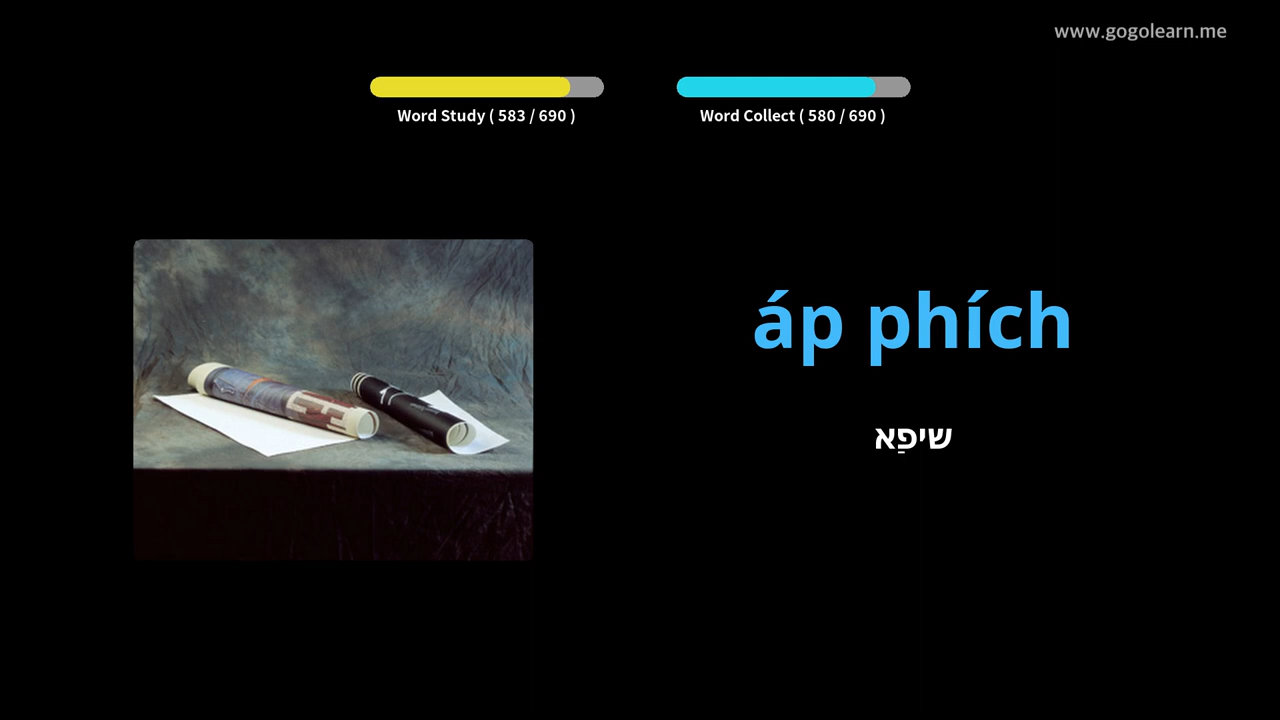 www.gogolearn.me
Word Study ( 583 / 690 )
Word Collect ( 580 / 690 )
áp phích
שיפַא